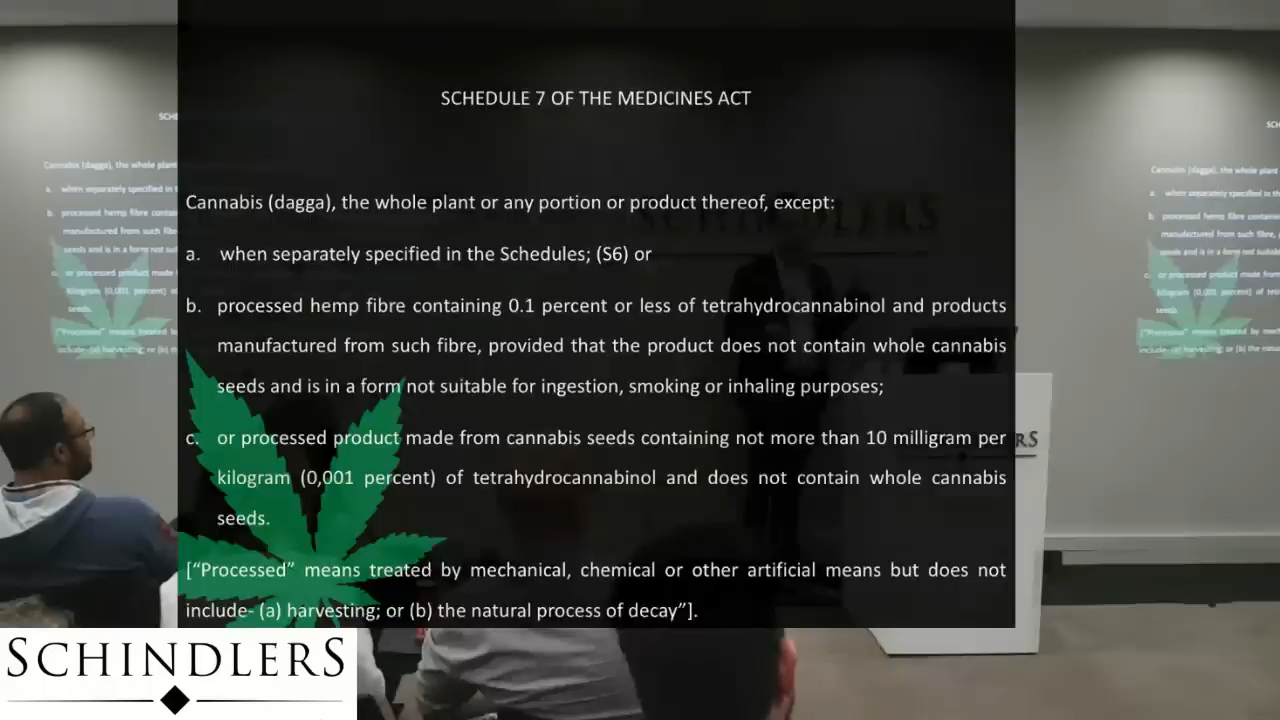 SCHEDULE 7 OF THE MEDICINES ACT
Cannabis (dagga), the whole plant or any portion or product thereof, except:
a. when separately specified in the Schedules; (S6) or
b. processed hemp fibre containing 0.1 percent or less of tetrahydrocannabinol and products
manufactured from such fibre, provided that the product does not contain whole cannabis
seeds and is in a form not suitable for ingestion, smoking or inhaling purposes;
c. or processed product made from cannabis seeds containing not more than 10 milligram per
kilogram (0,001 percent) of tetrahydrocannabinol and does not contain whole cannabis
seeds.
[“Processed” means treated by mechanical, chemical or other artificial means but does not
include- (a) harvesting; or (b) the natural process of decay”].
SCHINDLERS
SCHINDLERS